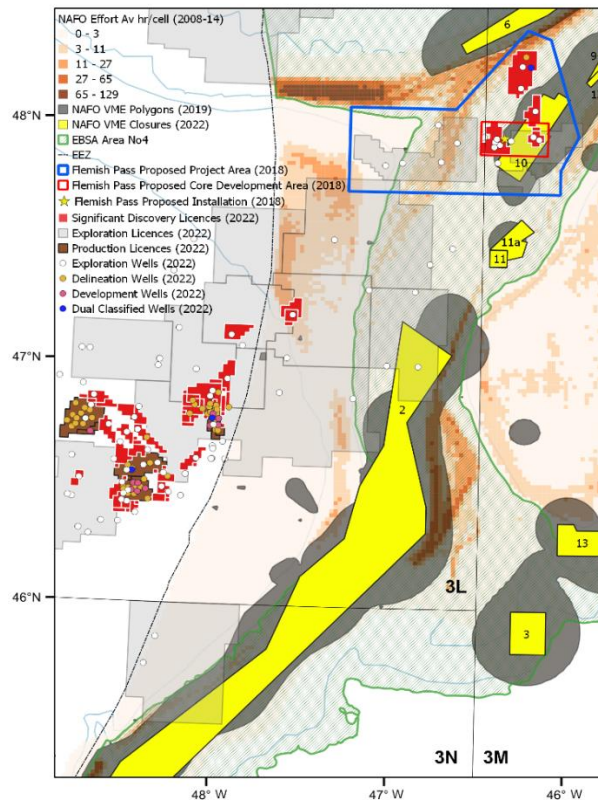 NAFO Effort Av hr/cell (2008-14)
0 - 3
3 - 11
11 - 27
27 - 65
65 - 129
NAFO VME Polygons (2019)
NAFO VME Closures (2022)
EBSA Area No4
EEZ
Flemish Pass Proposed Project Area (2018)
Flemish Pass Proposed Core Development Area (2018)
Flemish Pass Proposed Installation (2018)
Significant Discovery Licences (2022)
Exploration Licences (2022)
Production Licences (2022)
Exploration Wells (2022)
Delineation Wells (2022)
Development Wells (2022)
Dual Classified Wells (2022)
6
9
1
48°N
10
11a
11
47°N
2
13
3L
46°N
3
3N
3M
48° W
47° W
46° W